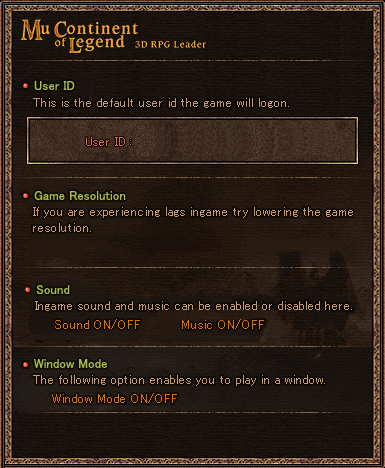 Mu Continent
of Legend 3D RPG Leader
User ID
This is the default user id the game will logon.
User ID :
Game Resolution
If you are experiencing lags ingame try lowering the game
resolution.
Sound
Ingame sound and music can be enabled or disabled here.
Sound ON/OFF Music ON/OFF
Window Mode
The following option enables you to play in a window.
Window Mode ON/OFF